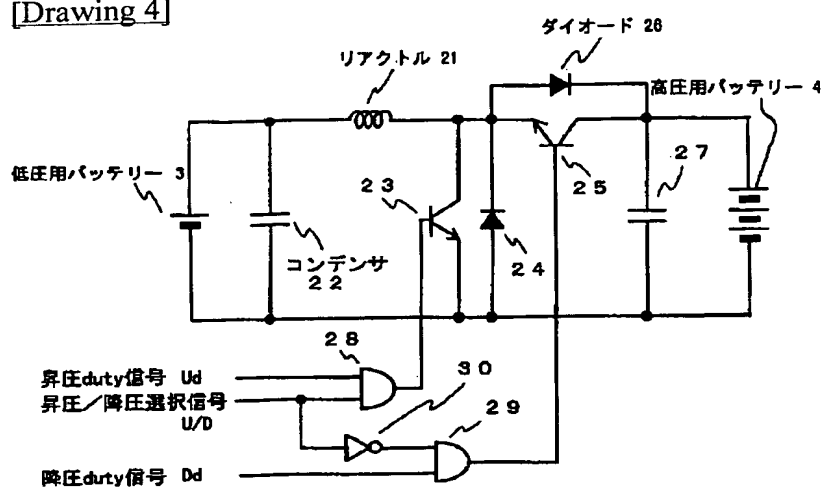 [Drawing 4]
ダイオード 26
リアクトル 21
高圧用バッテリー 4
低圧用バッテリー 3
23
25
27
コンデンサ
22
24
28
昇圧duty信号 Ud
30
昇圧／降圧選択信号
29
U/D
降圧duty信号 Dd